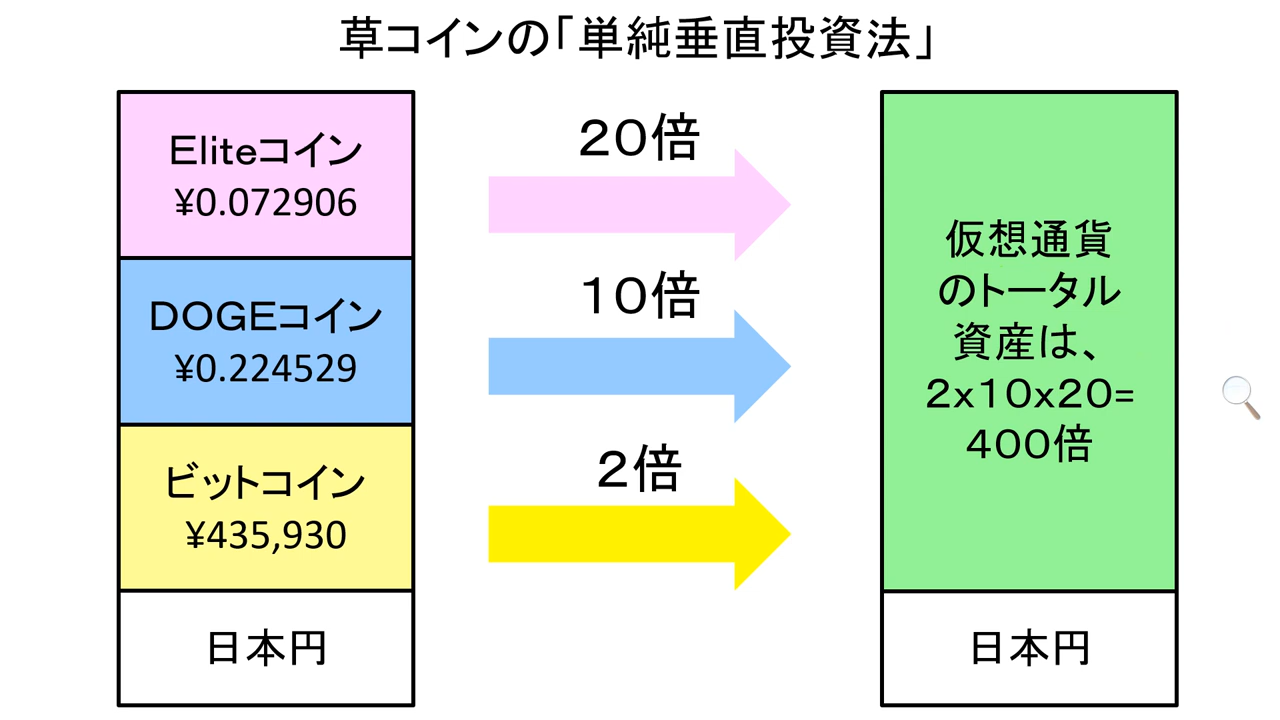 草コインの「単純垂直投資法」
Eliteコイン
¥0.072906
20倍
DOGEコイン
¥0.224529
10倍
ビットコイン
¥435,930
2倍
日本円
仮想通貨
のトータル
資産は、
2x10x20=
400倍
日本円